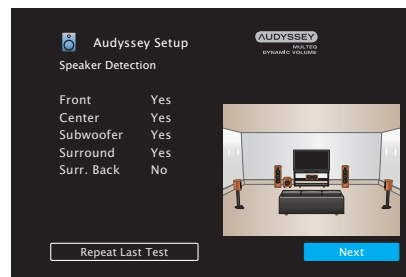 Audyssey Setup
AUDYSSEY
MULTEQ
DYNAMIC VOLUME
Speaker Detection
Front Yes
Center Yes
Subwoofer Yes
Surround Yes
Surr. Back No
Repeat Last Test
Next